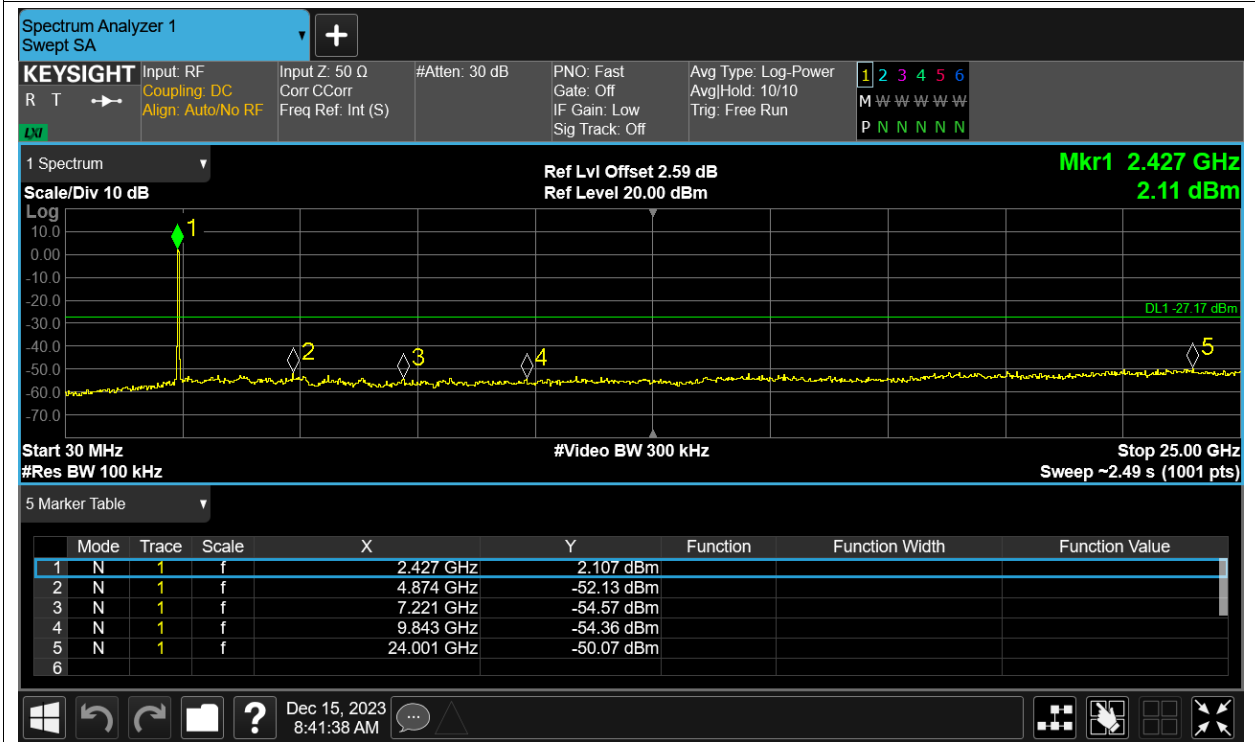 Spectrum Analyzer 1
Swept SA
KEYSIGHT Input: RF Input Z: 50 Ω #Atten: 30 dB PNO: Fast Avg Type: Log-Power 1 2 3 4 5 6
R T Coupling: DC Corr CCorr Gate: Off Avg|Hold: 10/10 M W W W W W
Align: Auto/No RF Freq Ref: Int (S) IF Gain: Low Trig: Free Run
LXI Sig Track: Off P N N N N N
1 Spectrum Ref Lvl Offset 2.59 dB Mkr1 2.427 GHz
Scale/Div 10 dB Ref Level 20.00 dBm 2.11 dBm
Log
10.0 1
0.00
-10.0
-20.0
DL1 -27.17 dBm
-30.0
-40.0 2 3 4 5
-50.0
-60.0
-70.0
Start 30 MHz #Video BW 300 kHz Stop 25.00 GHz
#Res BW 100 kHz Sweep ~2.49 s (1001 pts)
5 Marker Table
Mode Trace Scale X Y Function Function Width Function Value
1 N 1 f 2.427 GHz 2.107 dBm
2 N 1 f 4.874 GHz -52.13 dBm
3 N 1 f 7.221 GHz -54.57 dBm
4 N 1 f 9.843 GHz -54.36 dBm
5 N 1 f 24.001 GHz -50.07 dBm
6
? Dec 15, 2023
8:41:38 AM